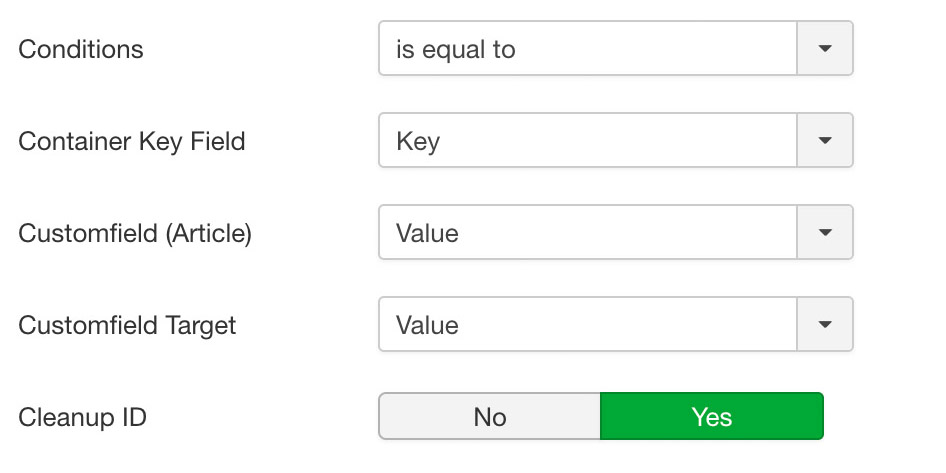 Conditions is equal to
Container Key Field Key
Customfield (Article) Value
Customfield Target Value
Cleanup ID No Yes